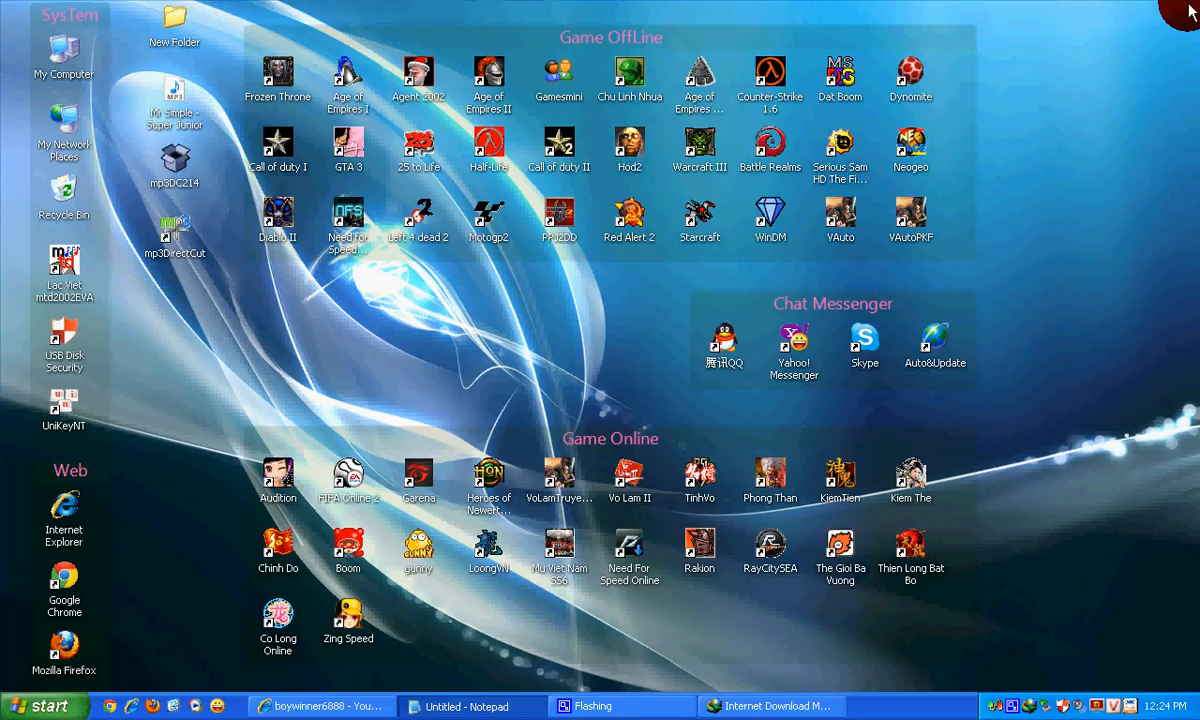 SysTem
My Computer
My Network
Places
Recycle Bin
Lac Viet
mtd2002EVA
USB Disk
Security
UniKeyNT
Web
Internet
Explorer
Google
Chrome
Mozilla Firefox
New Folder
MP3
Mr Simple -
Super Junior
mp3DC214
mp3DirectCut
Game OffLine
Frozen Throne
Age of
Empires I
Agent 2002
Age of
Empires II
Gamesmini
Chu Linh Nhua
Age of
Empires ...
Counter-Strike
1.6
Dat Boom
Dynomite
Call of duty I
GTA 3
25 to Life
Half-Life
Call of duty II
Hod2
Warcraft III
Battle Realms
Serious Sam
HD The Fi...
Neogeo
Diablo II
Need for
Speed...
Left 4 dead 2
Motogp2
PPJ2DD
Red Alert 2
Starcraft
WinDM
VAuto
VAutoPKF
Chat Messenger
腾讯QQ
Yahoo!
Messenger
Skype
Auto&Update
Game Online
Audition
FIFA Online 2
Garena
Heroes of
Newert...
VoLamTruye...
Vo Lam II
TinhVo
Phong Than
KiemTien
Kiem The
Chinh Do
Boom
gunny
LoongVN
Mu Viet Nam
SS6
Need For
Speed Online
Rakion
RayCitySEA
The Gioi Ba
Vuong
Thien Long Bat
Bo
Co Long
Online
Zing Speed
start
boywinner6888 - You...
Untitled - Notepad
Flashing
Internet Download M...
12:24 PM